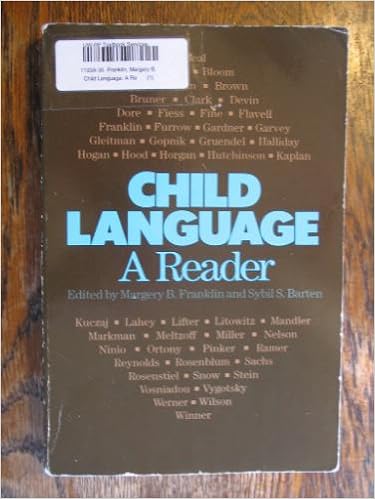 11939-35 Franklin, Margery B.
Child Language: A Re (1)
Bloom
Brown
Bruner ▪ Clark ▪ Devin
Dore ▪ Fiess ▪ Fine ▪ Flavell
Franklin ▪ Furrow ▪ Gardner ▪ Garvey
Gleitman ▪ Gopnik ▪ Gruendel ▪ Halliday
Hogan ▪ Hood ▪ Horgan ▪ Hutchinson ▪ Kaplan
CHILD
LANGUAGE
A Reader
Edited by Margery B. Franklin and Sybil S. Barten
Kuczaj ▪ Lahey ▪ Lifter ▪ Litowitz ▪ Mandler
Markman ▪ Meltzoff ▪ Miller ▪ Nelson
Ninio ▪ Ortony ▪ Pinker ▪ Ramer
Reynolds ▪ Rosenblum ▪ Sachs
Rosenstiel ▪ Snow ▪ Stein
Vosniadou ▪ Vygotsky
Werner ▪ Wilson
Winner